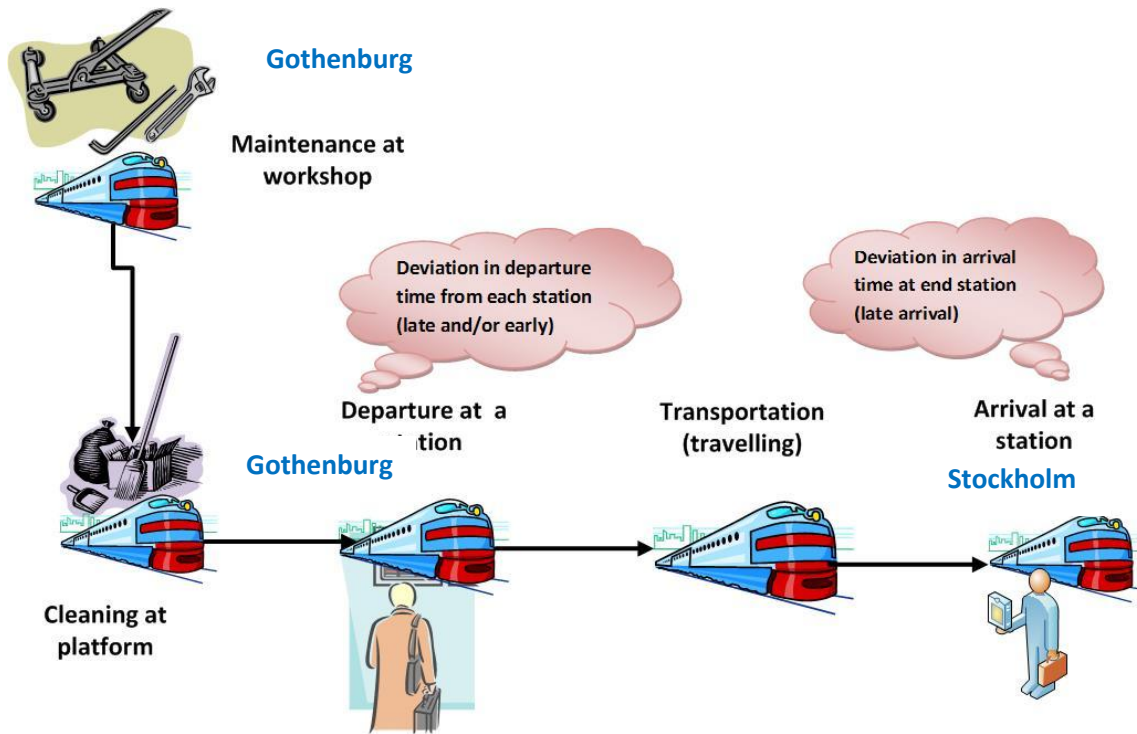 Gothenburg
Maintenance at
workshop
Deviation in departure
time from each station
(late and/or early)
Deviation in arrival
time at end station
(late arrival)
Departure at a
Gothenburg
Transportation
(travelling)
Arrival at a
station
Stockholm
Cleaning at
platform